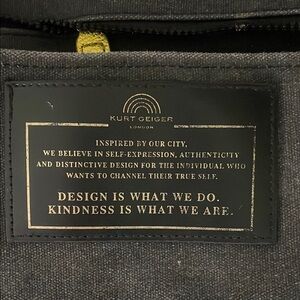 KURT GEIGER
LONDON
INSPIRED BY OUR CITY,
WE BELIEVE IN SELF-EXPRESSION, AUTHENTICITY
AND DISTINCTIVE DESIGN FOR THE INDIVIDUAL WHO
WANTS TO CHANNEL THEIR TRUE SELF.
DESIGN IS WHAT WE DO.
KINDNESS IS WHAT WE ARE.